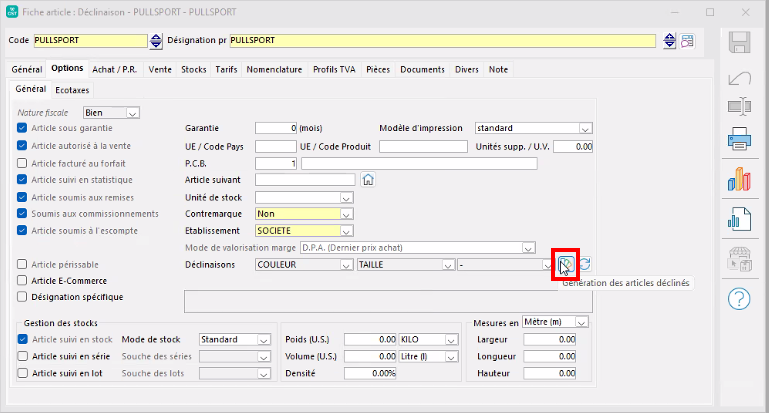 Fiche article : Déclinaison - PULLSPORT - PULLSPORT
Code PULLSPORT Désignation pr PULLSPORT
Général Options Achat / P.R. Vente Stocks Tarifs Nomenclature Profils TVA Pièces Documents Divers Note
Général Ecotaxes
Nature fiscale Bien
Article sous garantie Garantie 0 (mois) Modèle d'impression standard
Article autorisé à la vente UE / Code Pays UE / Code Produit Unités supp. / U.V. 0.00
Article facturé au forfait P.C.B. 1
Article suivi en statistique Article suivant
Article soumis aux remises Unité de stock
Soumis aux commissionnements Contremarque Non
Article soumis à l'escompte Etablissement SOCIETE
Mode de valorisation marge D.P.A. (Dernier prix achat)
Article périssable Déclinaisons COULEUR TAILLE -
Article E-Commerce Génération des articles déclinés
Désignation spécifique
Gestion des stocks Mesures en Mètre (m)
Article suivi en stock Mode de stock Standard Poids (U.S.) 0.00 KILO Largeur 0.00
Article suivi en série Souche des séries Volume (U.S.) 0.00 Litre (l) Longueur 0.00
Article suivi en lot Souche des lots Densité 0.00% Hauteur 0.00